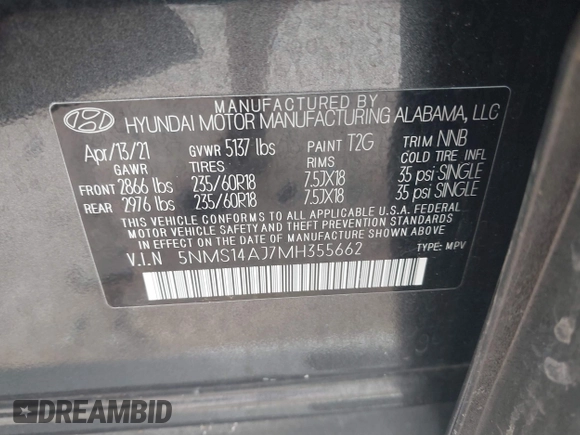 MANUFACTURED BY
HYUNDAI MOTOR MANUFACTURING ALABAMA, LLC
Apr/13/21 GVWR 5137 lbs PAINT T2G TRIM NNB
GAWR TIRES RIMS COLD TIRE INFL
FRONT 2866 lbs 235/60R18 7.5JX18 35 psi SINGLE
REAR 2976 lbs 235/60R18 7.5JX18 35 psi SINGLE
THIS VEHICLE CONFORMS TO ALL APPLICABLE U.S.A. FEDERAL
MOTOR VEHICLE SAFETY AND THEFT PREVENTION STANDARDS
IN EFFECT ON THE DATE OF MANUFACTURE SHOWN ABOVE.
V.I.N 5NMS14AJ7MH355662 TYPE: MPV
DREAMBID